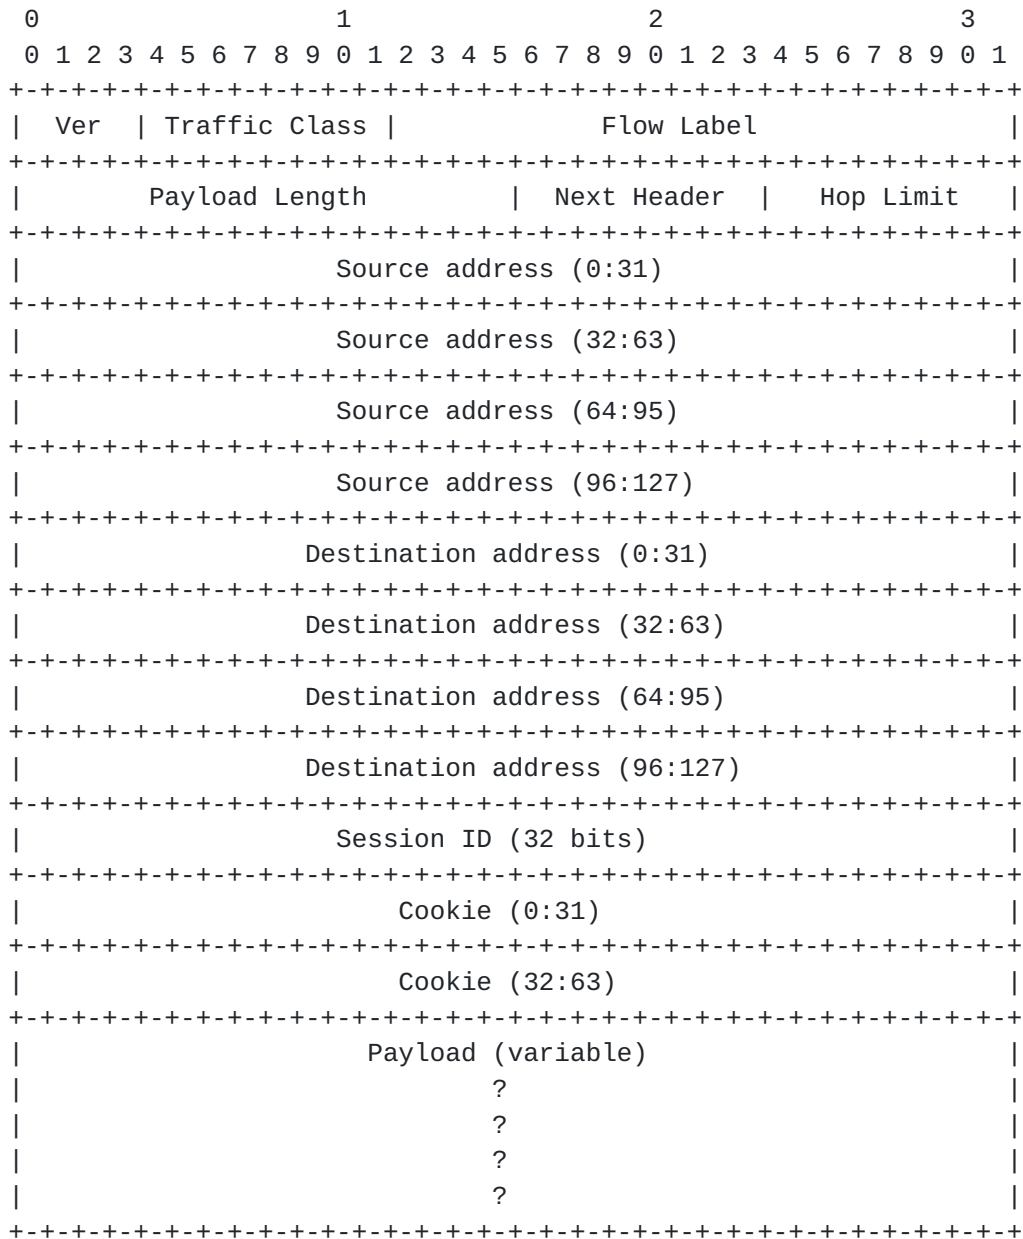 0                   1                   2                   3
 0 1 2 3 4 5 6 7 8 9 0 1 2 3 4 5 6 7 8 9 0 1 2 3 4 5 6 7 8 9 0 1
+-+-+-+-+-+-+-+-+-+-+-+-+-+-+-+-+-+-+-+-+-+-+-+-+-+-+-+-+-+-+-+-+
|  Ver  | Traffic Class |             Flow Label                |
+-+-+-+-+-+-+-+-+-+-+-+-+-+-+-+-+-+-+-+-+-+-+-+-+-+-+-+-+-+-+-+-+
|        Payload Length         |  Next Header  |   Hop Limit   |
+-+-+-+-+-+-+-+-+-+-+-+-+-+-+-+-+-+-+-+-+-+-+-+-+-+-+-+-+-+-+-+-+
|                    Source address (0:31)                      |
+-+-+-+-+-+-+-+-+-+-+-+-+-+-+-+-+-+-+-+-+-+-+-+-+-+-+-+-+-+-+-+-+
|                    Source address (32:63)                     |
+-+-+-+-+-+-+-+-+-+-+-+-+-+-+-+-+-+-+-+-+-+-+-+-+-+-+-+-+-+-+-+-+
|                    Source address (64:95)                     |
+-+-+-+-+-+-+-+-+-+-+-+-+-+-+-+-+-+-+-+-+-+-+-+-+-+-+-+-+-+-+-+-+
|                    Source address (96:127)                    |
+-+-+-+-+-+-+-+-+-+-+-+-+-+-+-+-+-+-+-+-+-+-+-+-+-+-+-+-+-+-+-+-+
|                  Destination address (0:31)                   |
+-+-+-+-+-+-+-+-+-+-+-+-+-+-+-+-+-+-+-+-+-+-+-+-+-+-+-+-+-+-+-+-+
|                  Destination address (32:63)                  |
+-+-+-+-+-+-+-+-+-+-+-+-+-+-+-+-+-+-+-+-+-+-+-+-+-+-+-+-+-+-+-+-+
|                  Destination address (64:95)                  |
+-+-+-+-+-+-+-+-+-+-+-+-+-+-+-+-+-+-+-+-+-+-+-+-+-+-+-+-+-+-+-+-+
|                  Destination address (96:127)                 |
+-+-+-+-+-+-+-+-+-+-+-+-+-+-+-+-+-+-+-+-+-+-+-+-+-+-+-+-+-+-+-+-+
|                    Session ID (32 bits)                       |
+-+-+-+-+-+-+-+-+-+-+-+-+-+-+-+-+-+-+-+-+-+-+-+-+-+-+-+-+-+-+-+-+
|                        Cookie (0:31)                          |
+-+-+-+-+-+-+-+-+-+-+-+-+-+-+-+-+-+-+-+-+-+-+-+-+-+-+-+-+-+-+-+-+
|                        Cookie (32:63)                         |
+-+-+-+-+-+-+-+-+-+-+-+-+-+-+-+-+-+-+-+-+-+-+-+-+-+-+-+-+-+-+-+-+
|                      Payload (variable)                       |
|                              ?                                |
|                              ?                                |
|                              ?                                |
|                              ?                                |
+-+-+-+-+-+-+-+-+-+-+-+-+-+-+-+-+-+-+-+-+-+-+-+-+-+-+-+-+-+-+-+-+